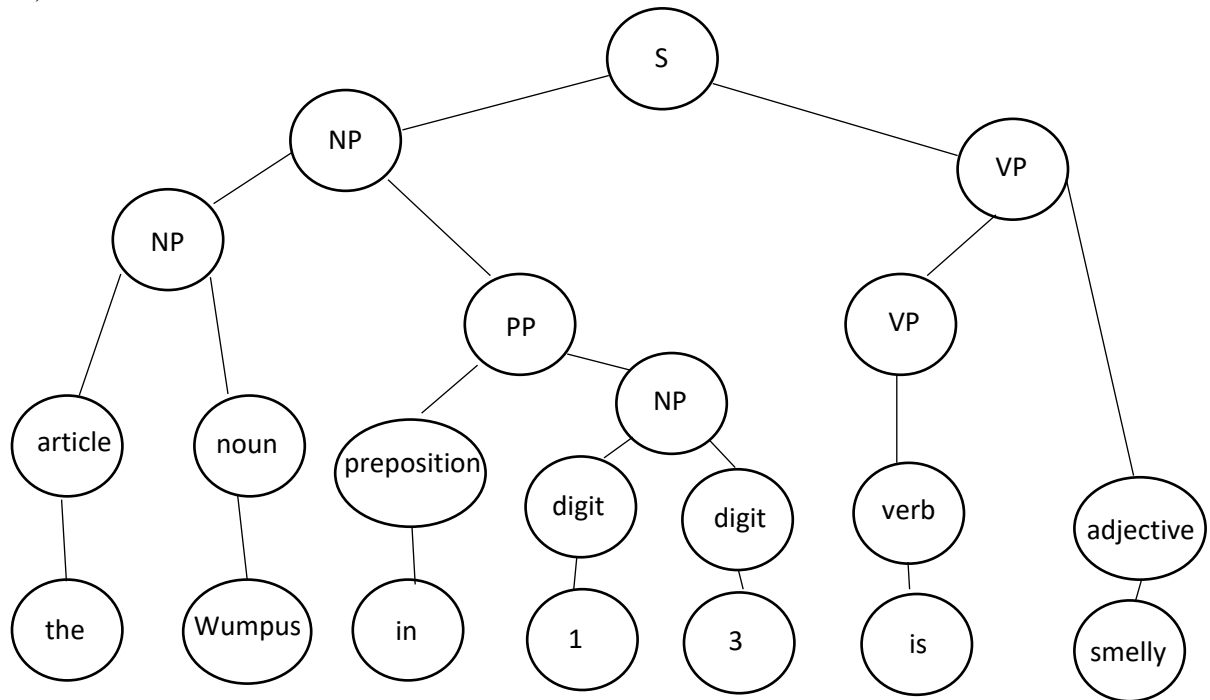 S
NP
VP
NP
PP
VP
NP
article
noun
preposition
digit
digit
verb
adjective
the
Wumpus
in
1
3
is
smelly